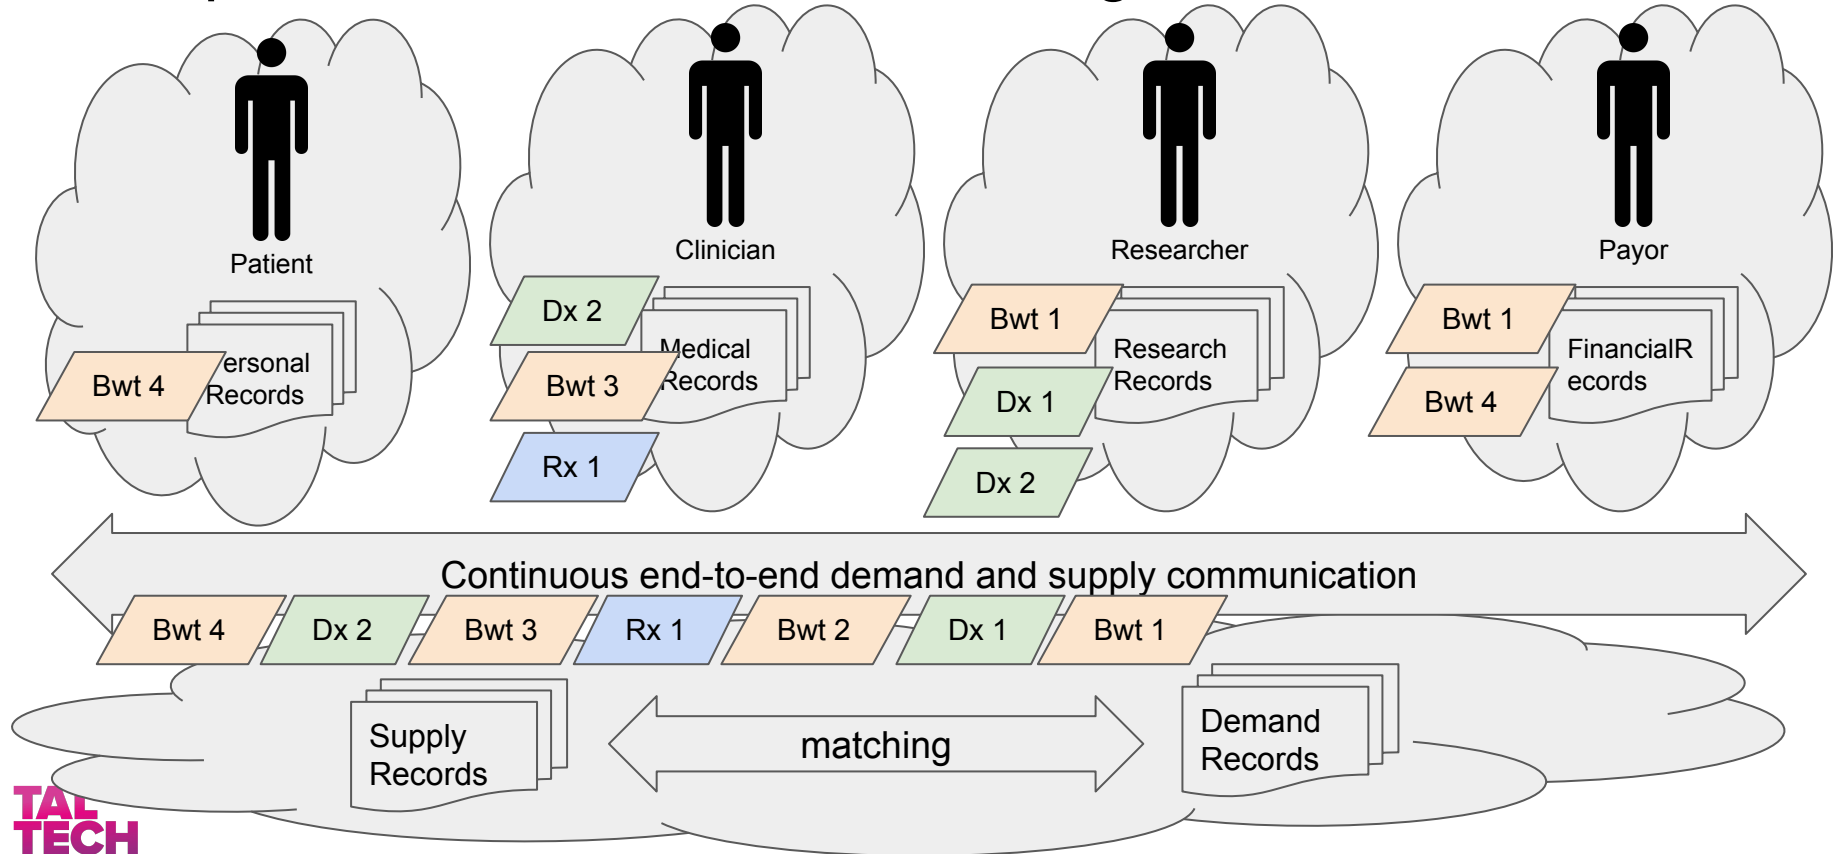 Patient
Clinician
Researcher
Payor
Dx 2
Bwt 1
Bwt 1
Bwt 4
ersonal
Records
Bwt 3
Medical
Records
Dx 1
Research
Records
Bwt 4
FinancialR
ecords
Rx 1
Dx 2
Continuous end-to-end demand and supply communication
Bwt 4
Dx 2
Bwt 3
Rx 1
Bwt 2
Dx 1
Bwt 1
Supply
Records
matching
Demand
Records
TAL
TECH